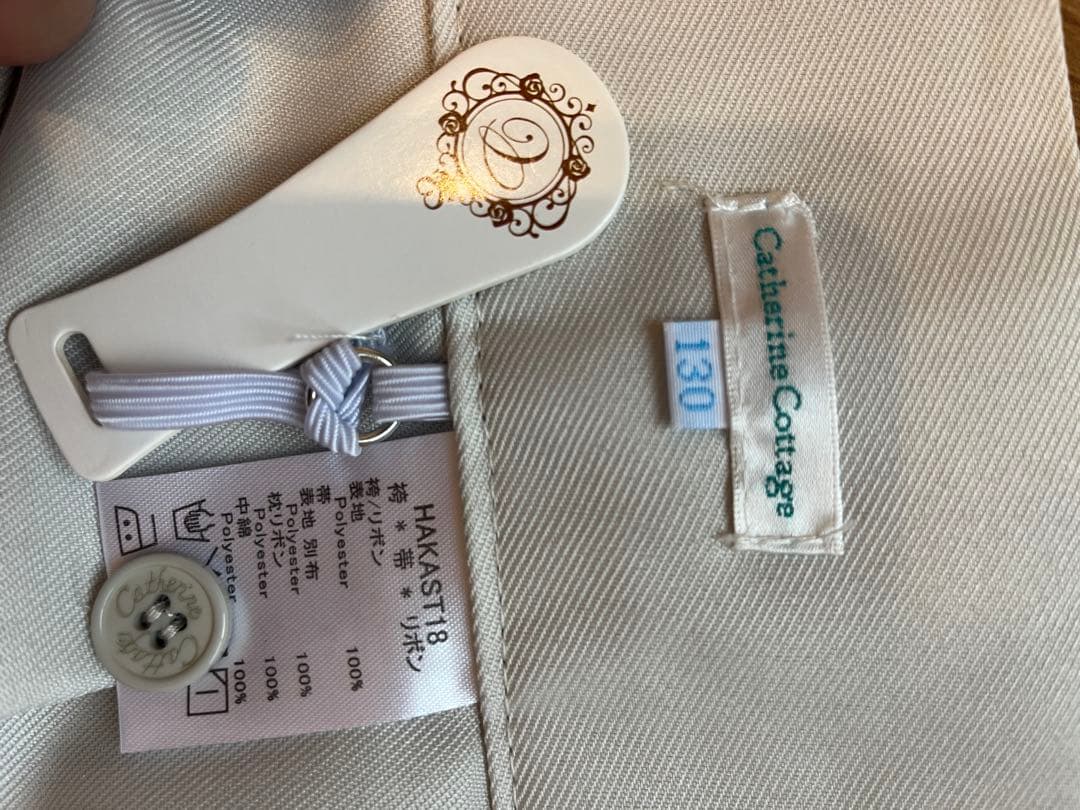 Catherine Cottage
130
HAKAST18
袴 * 帯 * リボン
袴/リボン
表地 Polyester 100%
帯
表地 別布
Polyester 100%
枕リボン
Polyester 100%
中綿
Polyester 100%
Catherine
Cottage